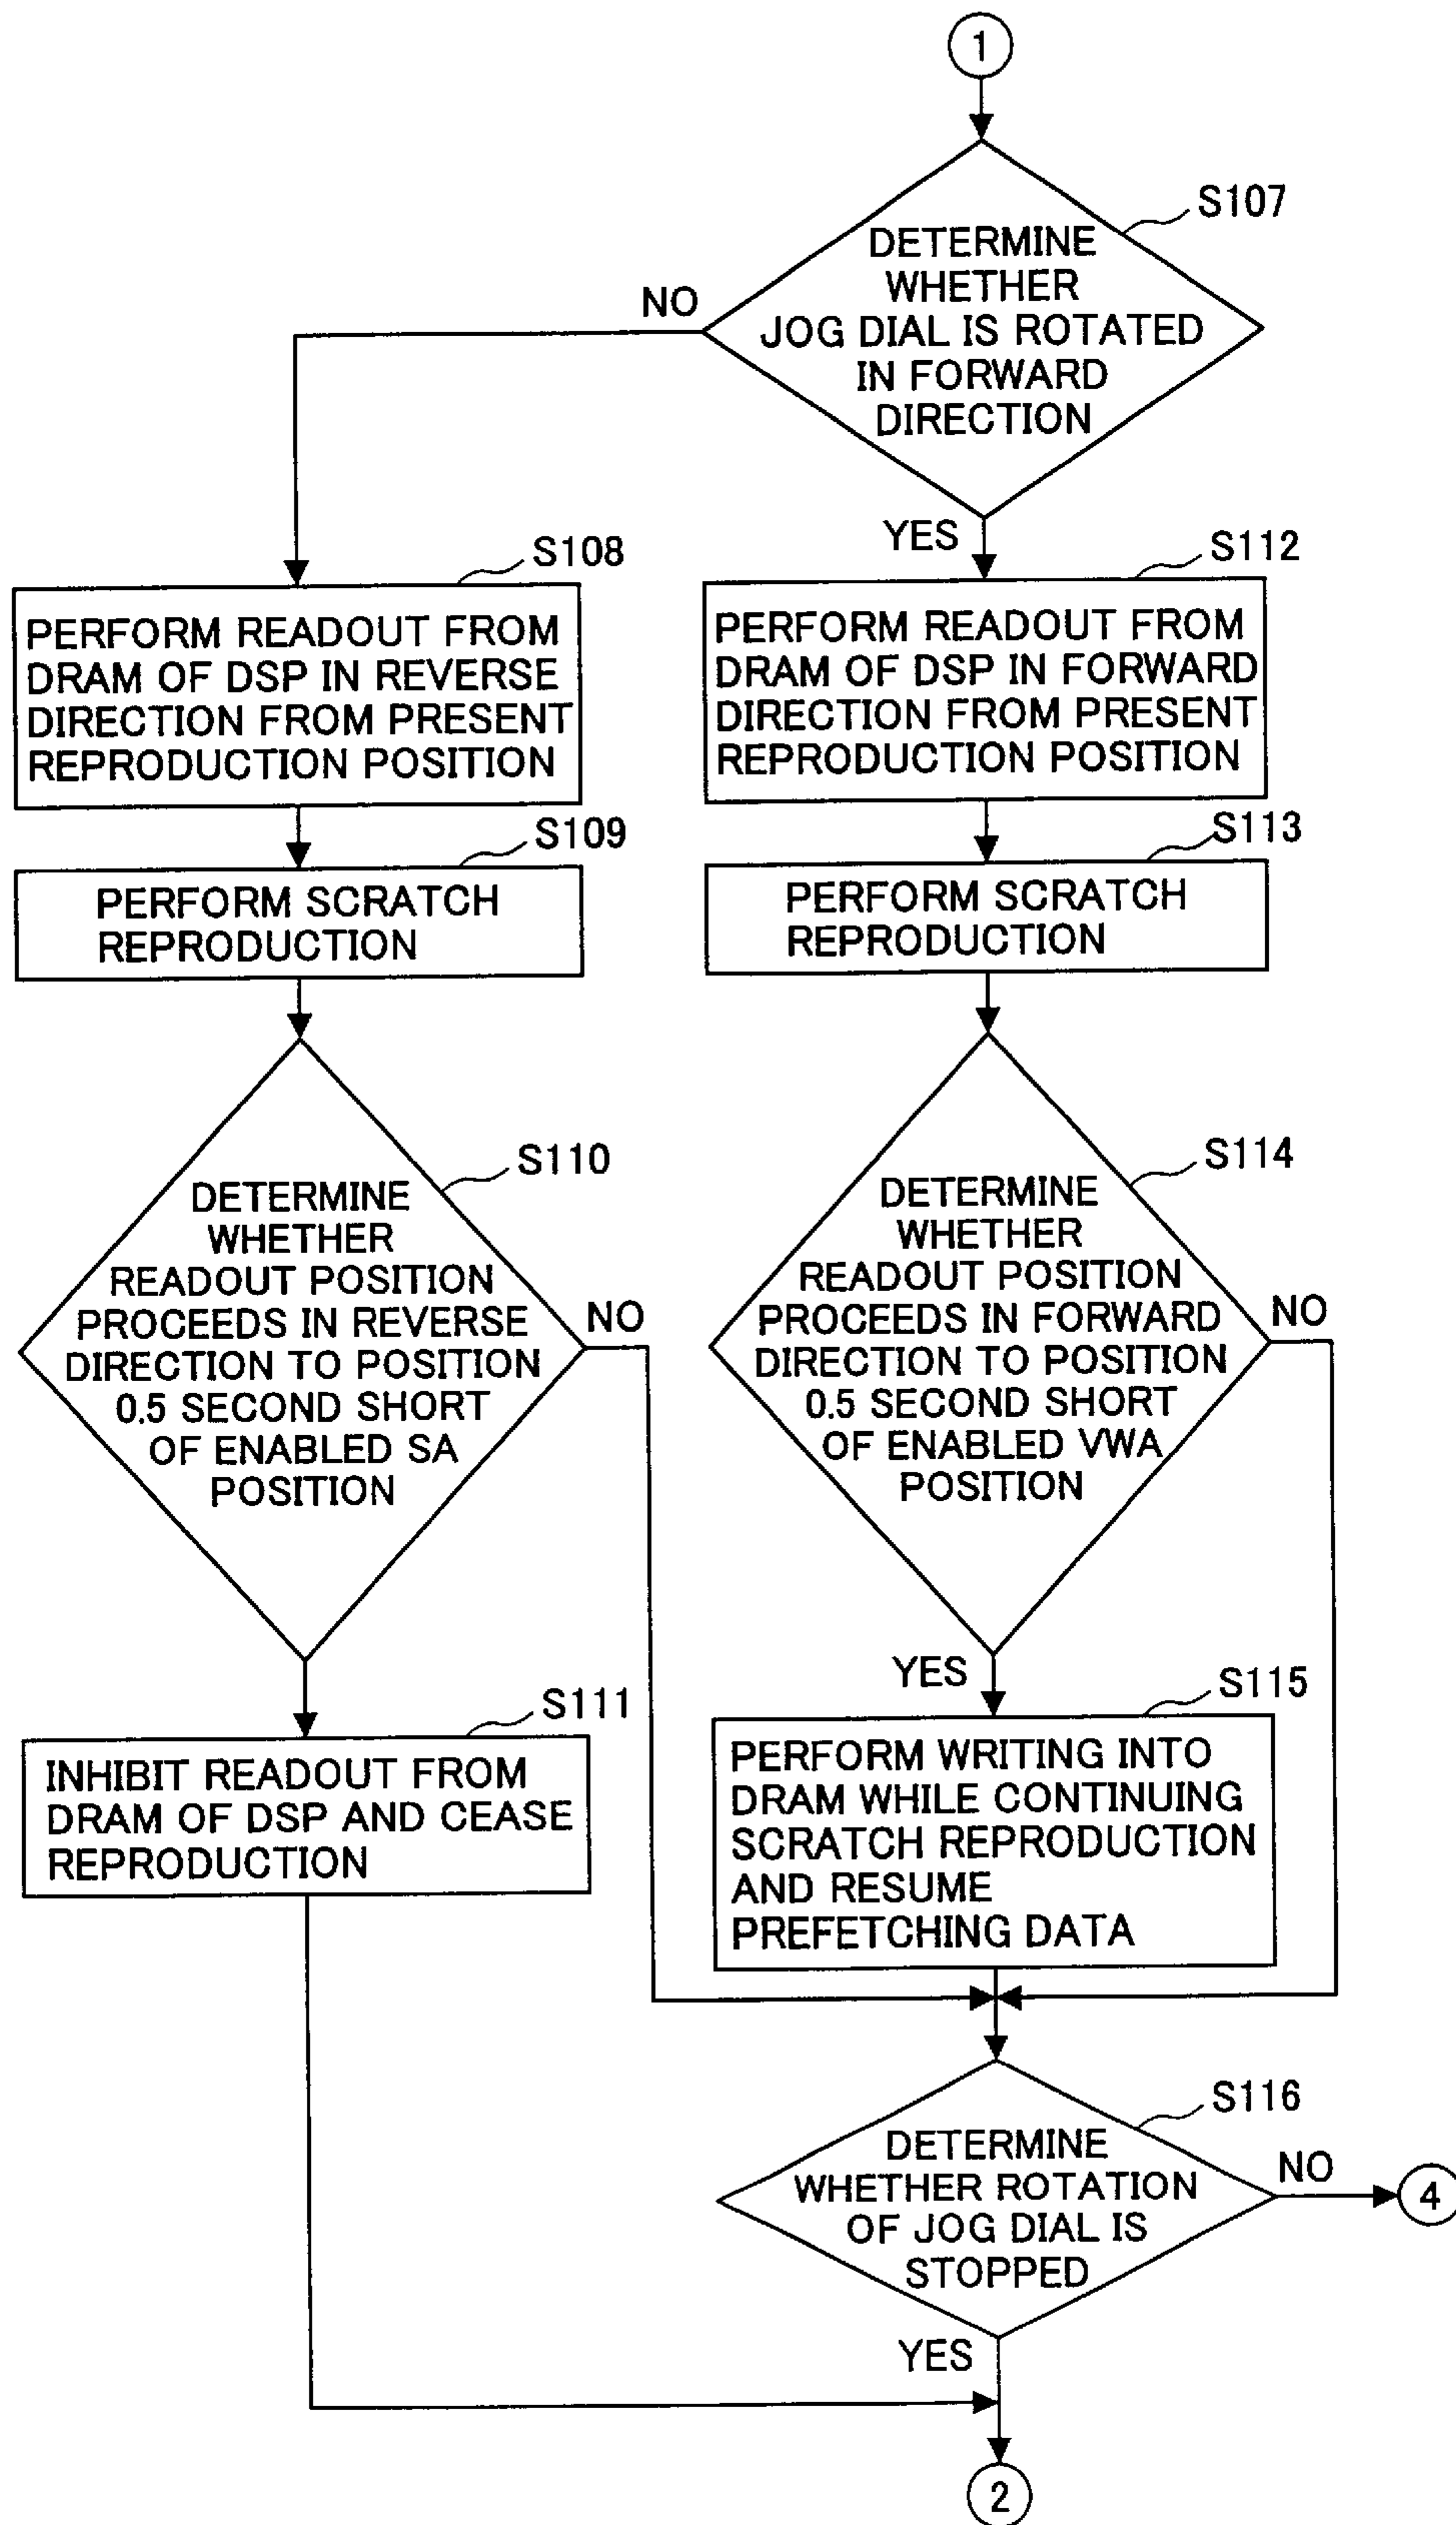 1
S107
DETERMINE
WHETHER
JOG DIAL IS ROTATED
IN FORWARD
DIRECTION
NO
YES
S108
PERFORM READOUT FROM
DRAM OF DSP IN REVERSE
DIRECTION FROM PRESENT
REPRODUCTION POSITION
S112
PERFORM READOUT FROM
DRAM OF DSP IN FORWARD
DIRECTION FROM PRESENT
REPRODUCTION POSITION
S109
PERFORM SCRATCH
REPRODUCTION
S113
PERFORM SCRATCH
REPRODUCTION
S110
DETERMINE
WHETHER
READOUT POSITION
PROCEEDS IN REVERSE
DIRECTION TO POSITION
0.5 SECOND SHORT
OF ENABLED SA
POSITION
NO
S114
DETERMINE
WHETHER
READOUT POSITION
PROCEEDS IN FORWARD
DIRECTION TO POSITION
0.5 SECOND SHORT
OF ENABLED VWA
POSITION
NO
YES
S111
INHIBIT READOUT FROM
DRAM OF DSP AND CEASE
REPRODUCTION
S115
PERFORM WRITING INTO
DRAM WHILE CONTINUING
SCRATCH REPRODUCTION
AND RESUME
PREFETCHING DATA
S116
DETERMINE
WHETHER ROTATION
OF JOG DIAL IS
STOPPED
NO
4
YES
2